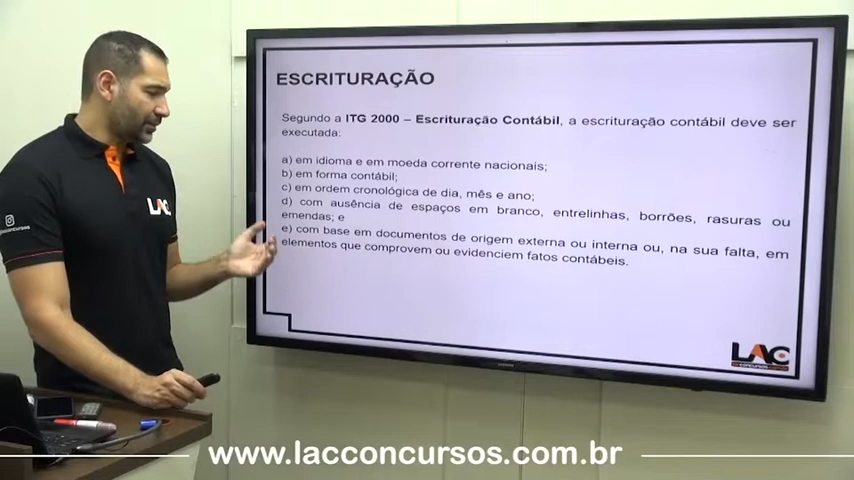 ESCRITURAÇÃO
Segundo a ITG 2000 – Escrituração Contábil, a escrituração contábil deve ser
executada:
a) em idioma e em moeda corrente nacionais;
b) em forma contábil;
c) em ordem cronológica de dia, mês e ano;
d) com ausência de espaços em branco, entrelinhas, borrões, rasuras ou
emendas; e
e) com base em documentos de origem externa ou interna ou, na sua falta, em
elementos que comprovem ou evidenciem fatos contábeis.
LAC
LAC
www.lacconcursos.com.br